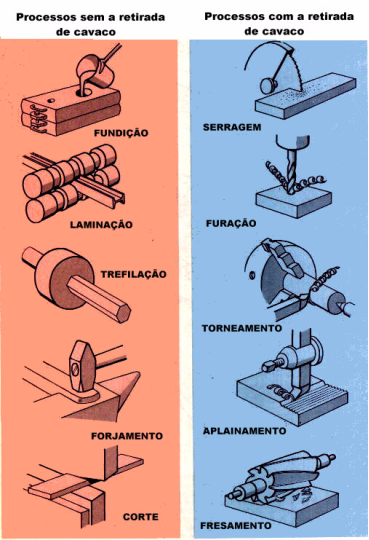 Processos sem a retirada
de cavaco
FUNDIÇÃO
LAMINAÇÃO
TREFILAÇÃO
FORJAMENTO
CORTE
Processos com a retirada
de cavaco
SERRAGEM
FURAÇÃO
TORNEAMENTO
APLAINAMENTO
FRESAMENTO